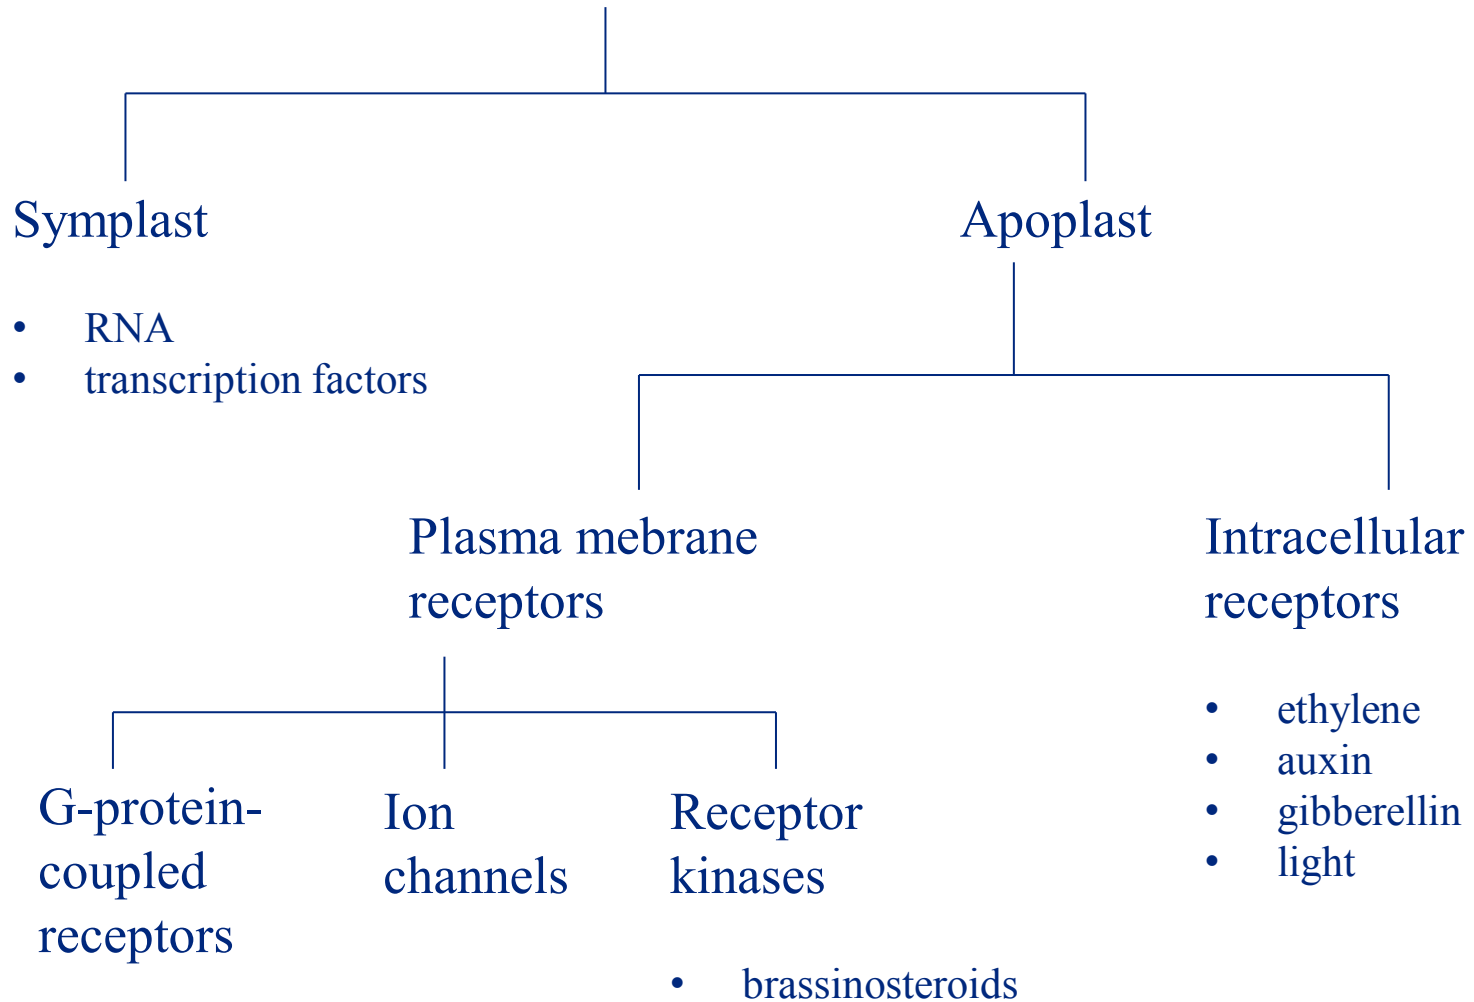 Symplast
Apoplast
• RNA
• transcription factors
Plasma mebrane
receptors
Intracellular
receptors
• ethylene
• auxin
• gibberellin
• light
G-protein-
coupled
receptors
Ion
channels
Receptor
kinases
• brassinosteroids